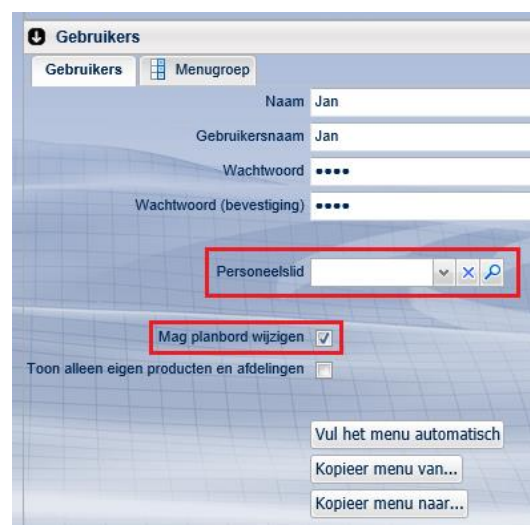 Gebruikers
Gebruikers Menugroep
Naam Jan
Gebruikersnaam Jan
Wachtwoord ••••
Wachtwoord (bevestiging) ••••
Personeelslid
Mag planbord wijzigen
Toon alleen eigen producten en afdelingen
Vul het menu automatisch
Kopieer menu van...
Kopieer menu naar...